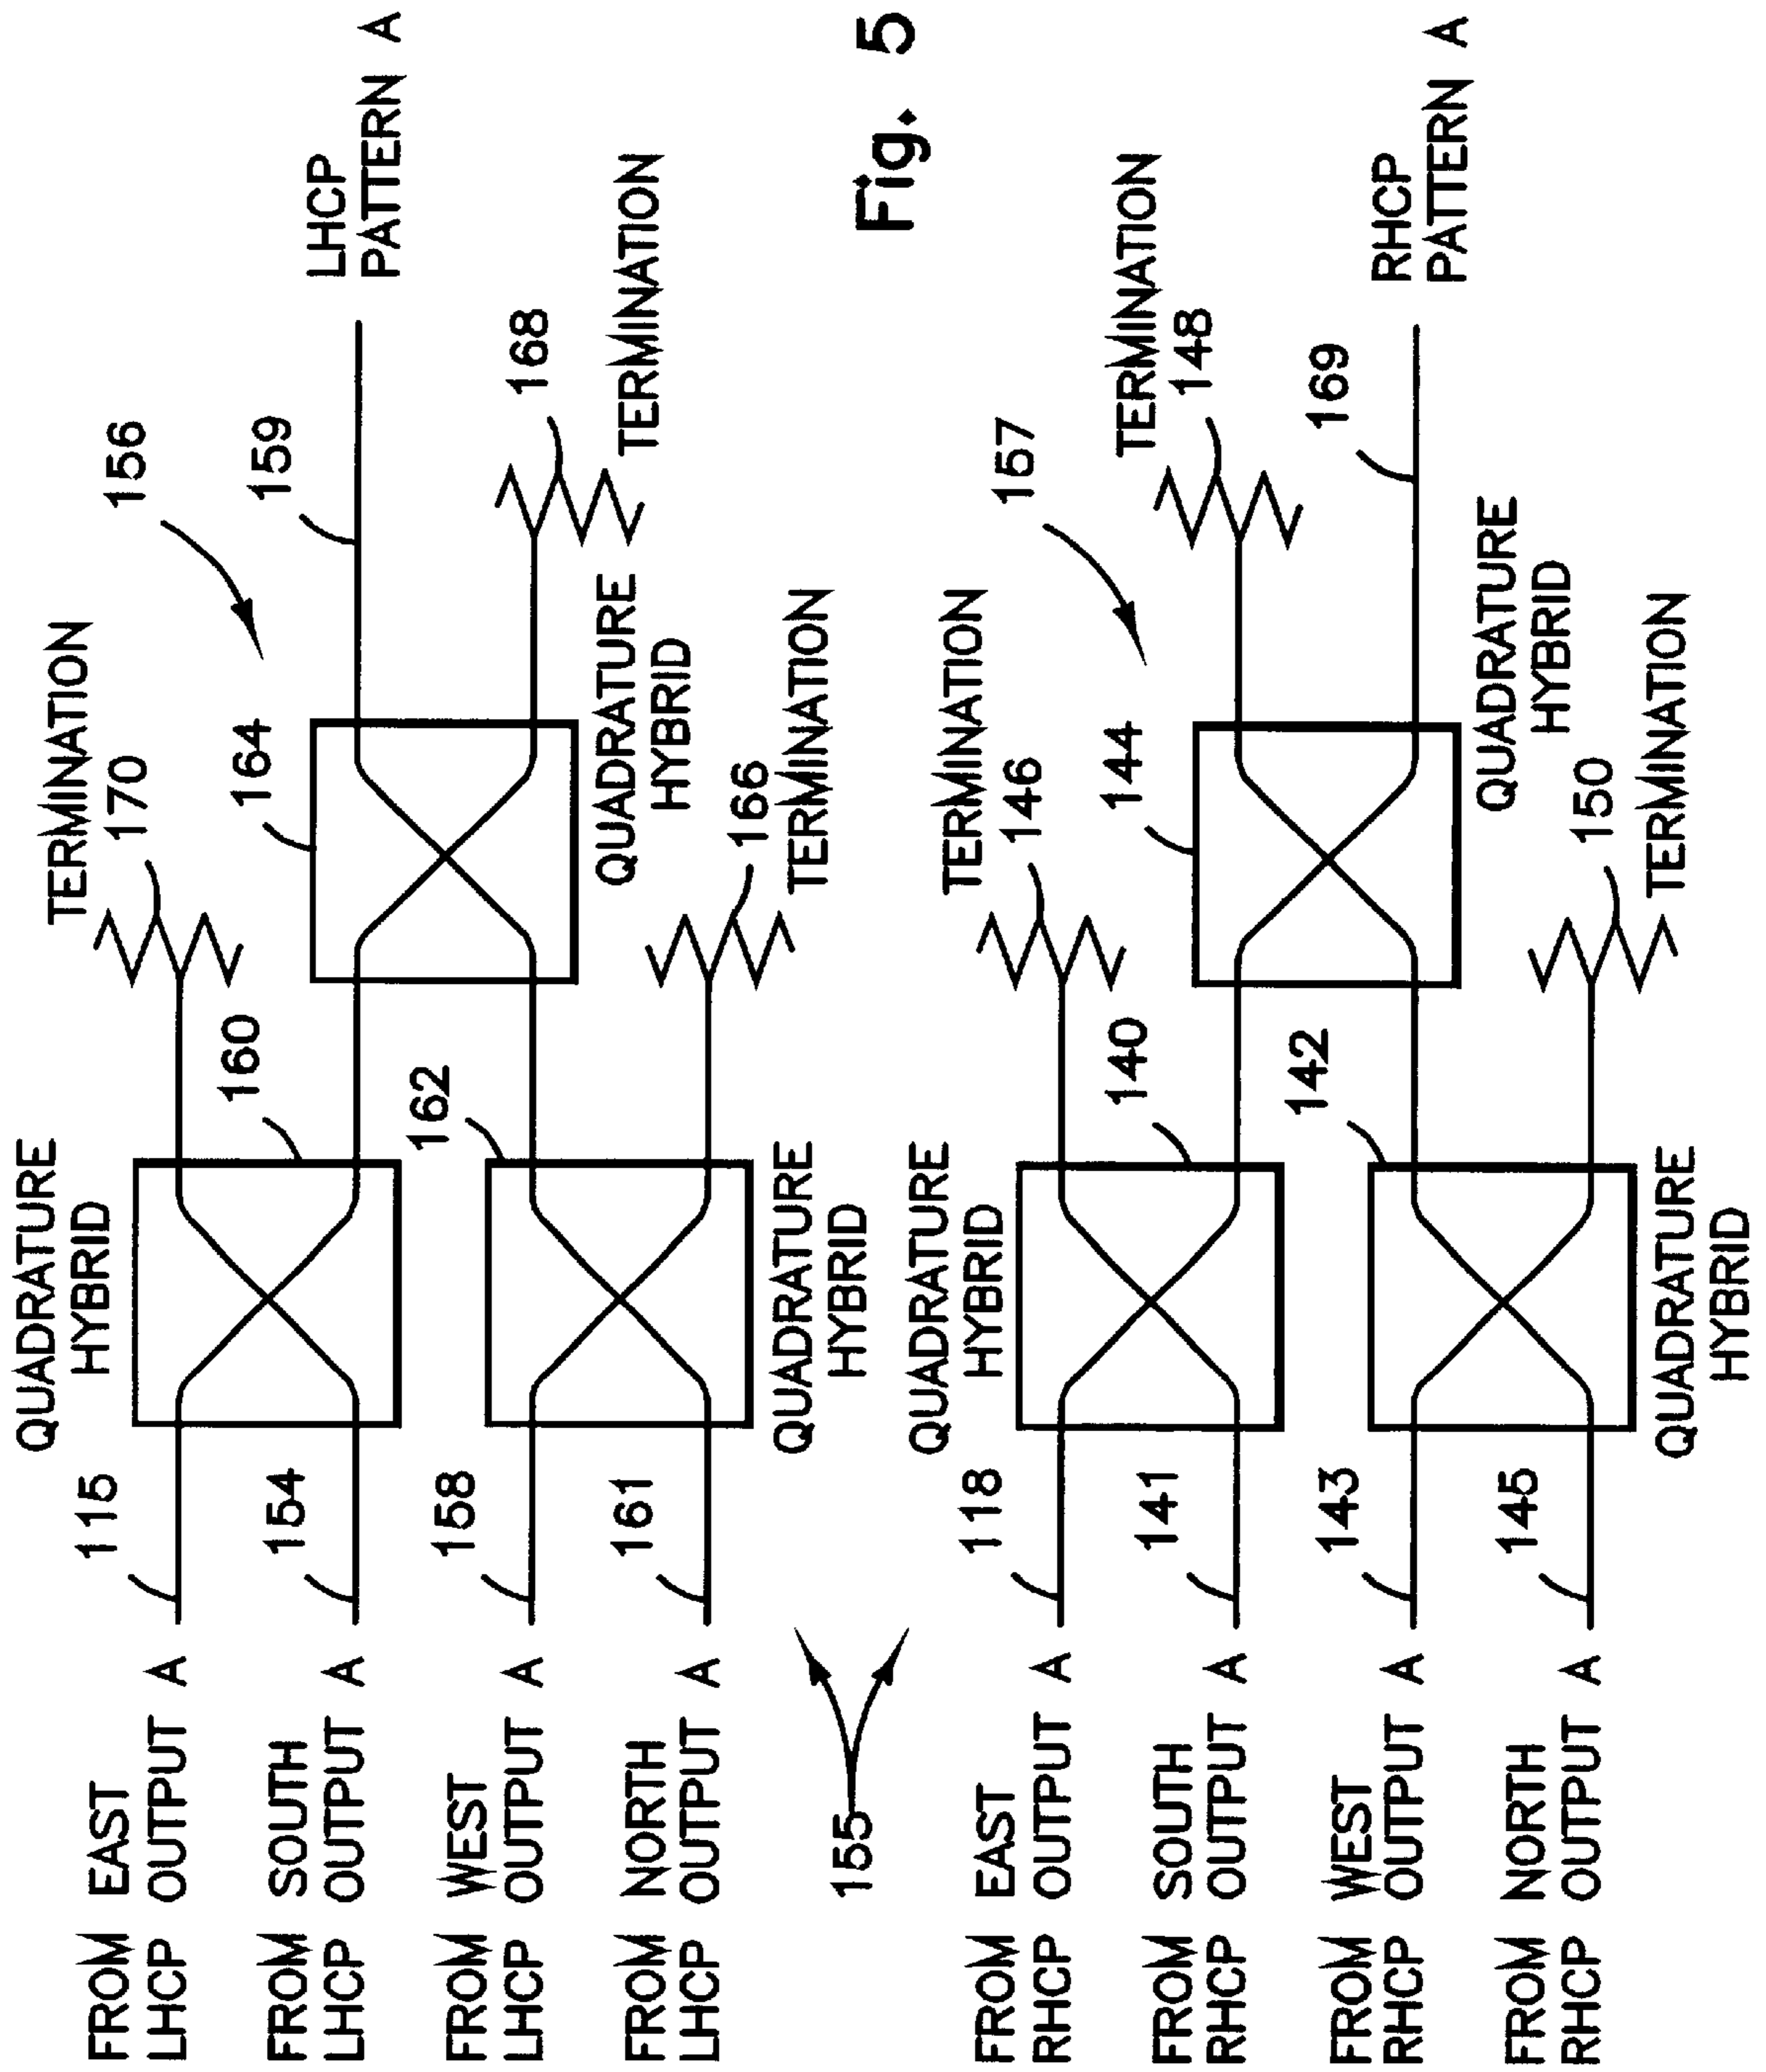 QUADRATURE
HYBRID
TERMINATION
170
156
FROM EAST
LHCP OUTPUT A
115
160
164
159
LHCP
PATTERN A
FROM SOUTH
LHCP OUTPUT A
154
162
168
TERMINATION
FROM WEST
LHCP OUTPUT A
158
QUADRATURE
HYBRID
166
TERMINATION
FROM NORTH
LHCP OUTPUT A
161
QUADRATURE
HYBRID
155
Fig. 5
QUADRATURE
HYBRID
TERMINATION
146
157
TERMINATION
148
FROM EAST
RHCP OUTPUT A
118
140
144
FROM SOUTH
RHCP OUTPUT A
141
142
169
RHCP
PATTERN A
FROM WEST
RHCP OUTPUT A
143
QUADRATURE
HYBRID
FROM NORTH
RHCP OUTPUT A
145
150
TERMINATION
QUADRATURE
HYBRID